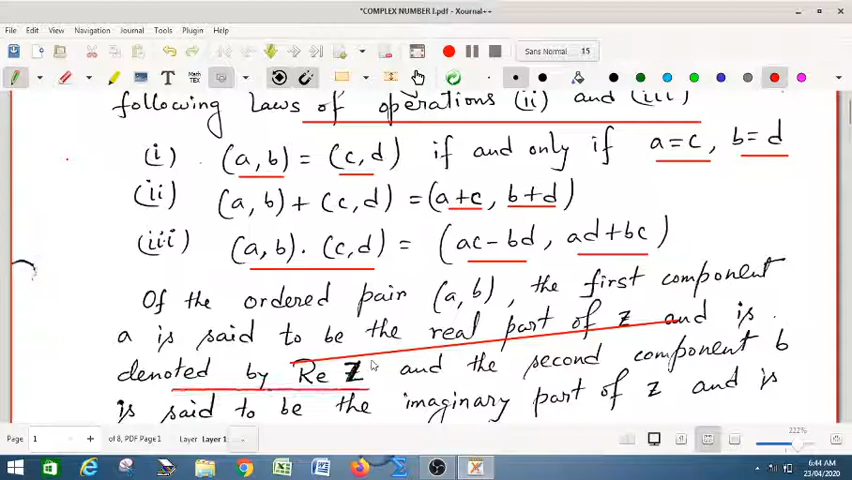 *COMPLEX NUMBER I.pdf - Xournal++
File Edit View Navigation Journal Tools Plugin Help
Sans Normal 15
following laws of operations (ii) and (iii)
(i) (a, b) = (c, d) if and only if a=c, b=d
(ii) (a, b) + (c, d) = (a+c, b+d)
(iii) (a, b) . (c, d) = (ac-bd, ad+bc)
Of the ordered pair (a, b), the first component
a is said to be the real part of z and is
denoted by Re Z and the second component b
is said to be the imaginary part of z and is
Page 1 of 8, PDF Page 1 Layer Layer 1 222%
6:44 AM
23/04/2020